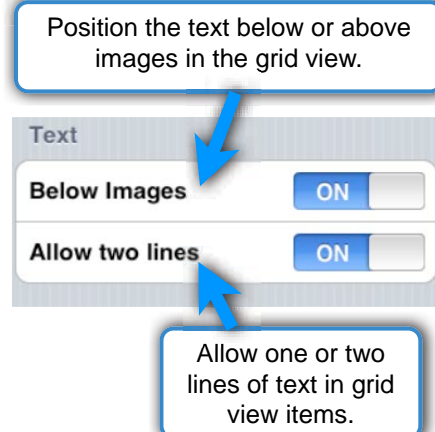 Position the text below or above
images in the grid view.
Text
Below Images ON
Allow two lines ON
Allow one or two
lines of text in grid
view items.